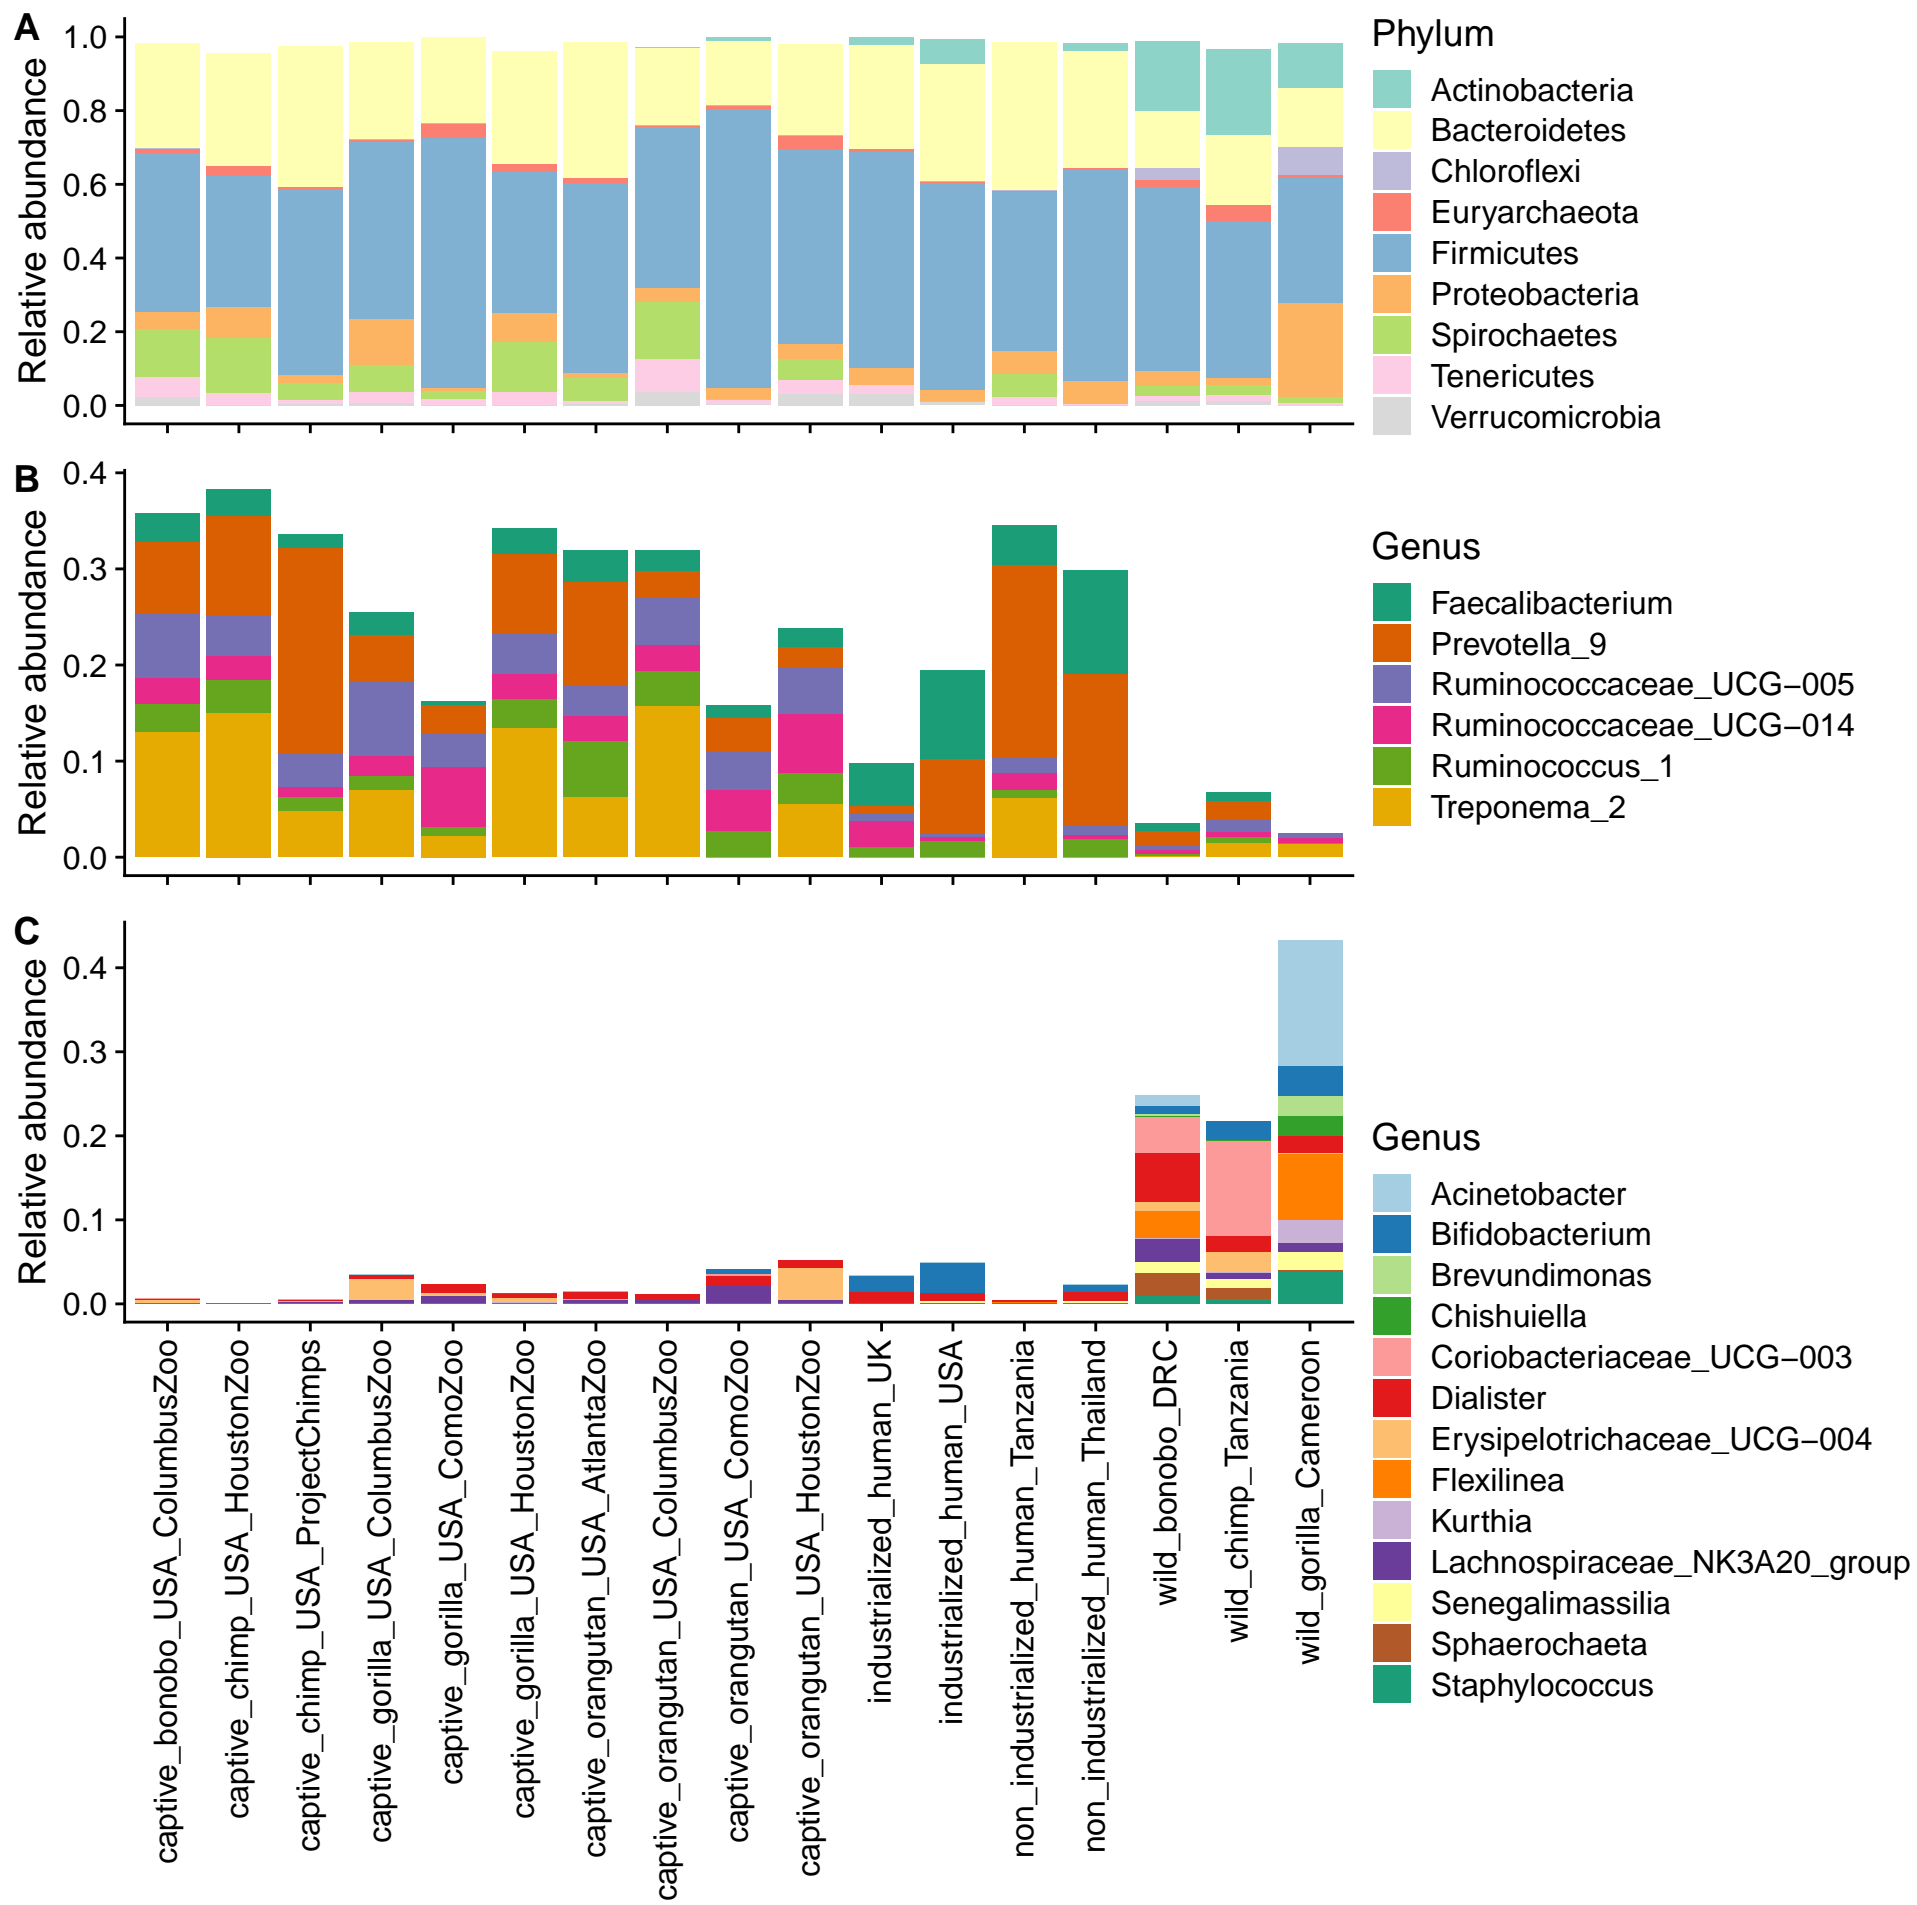 A
Relative abundance
1.0
0.8
0.6
0.4
0.2
0.0
Phylum
Actinobacteria
Bacteroidetes
Chloroflexi
Euryarchaeota
Firmicutes
Proteobacteria
Spirochaetes
Tenericutes
Verrucomicrobia
B
Relative abundance
0.4
0.3
0.2
0.1
0.0
Genus
Faecalibacterium
Prevotella_9
Ruminococcaceae_UCG−005
Ruminococcaceae_UCG−014
Ruminococcus_1
Treponema_2
C
Relative abundance
0.4
0.3
0.2
0.1
0.0
Genus
Acinetobacter
Bifidobacterium
Brevundimonas
Chishuiella
Coriobacteriaceae_UCG−003
Dialister
Erysipelotrichaceae_UCG−004
Flexilinea
Kurthia
Lachnospiraceae_NK3A20_group
Senegalimassilia
Sphaerochaeta
Staphylococcus
captive_bonobo_USA_ColumbusZoo
captive_chimp_USA_HoustonZoo
captive_chimp_USA_ProjectChimps
captive_gorilla_USA_ColumbusZoo
captive_gorilla_USA_ComoZoo
captive_gorilla_USA_HoustonZoo
captive_orangutan_USA_AtlantaZoo
captive_orangutan_USA_ColumbusZoo
captive_orangutan_USA_ComoZoo
captive_orangutan_USA_HoustonZoo
industrialized_human_UK
industrialized_human_USA
non_industrialized_human_Tanzania
non_industrialized_human_Thailand
wild_bonobo_DRC
wild_chimp_Tanzania
wild_gorilla_Cameroon